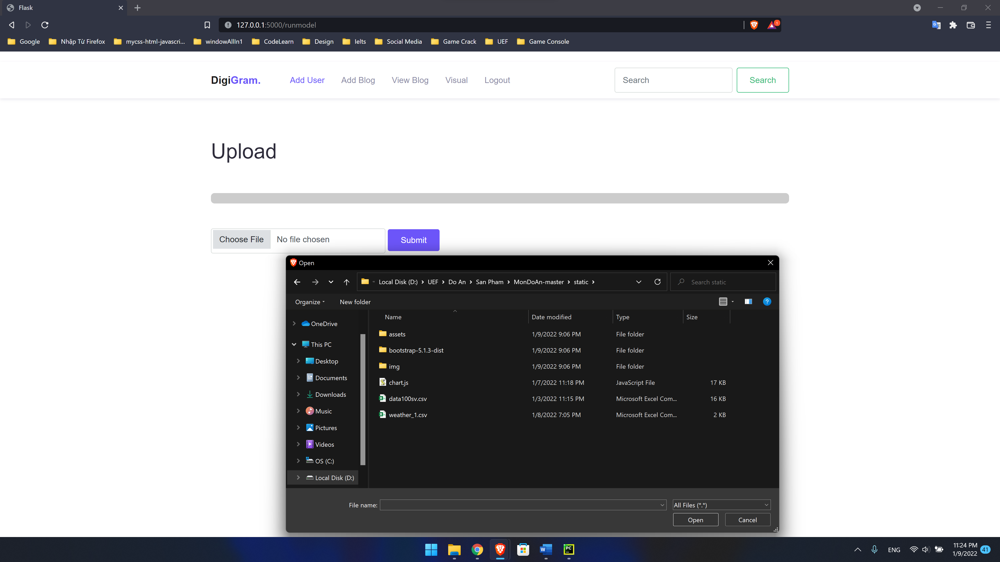 Flask
127.0.0.1:5000/runmodel
1
Google Nhập Từ Firefox mycss-html-javascri... windowAllIn1 CodeLearn Design Ielts Social Media Game Crack UEF Game Console
DigiGram. Add User Add Blog View Blog Visual Logout Search Search
Upload
Choose File No file chosen Submit
Open
« Local Disk (D:) > UEF > Do An > San Pham > MonDoAn-master > static > Search static
Organize New folder ?
Name Date modified Type Size
OneDrive
This PC
Desktop
Documents
Downloads
Music
Pictures
Videos
OS (C:)
Local Disk (D:)
assets 1/9/2022 9:06 PM File folder
bootstrap-5.1.3-dist 1/9/2022 9:06 PM File folder
img 1/9/2022 9:06 PM File folder
chart.js 1/7/2022 11:18 PM JavaScript File 17 KB
data100sv.csv 1/3/2022 11:15 PM Microsoft Excel Com... 16 KB
weather_1.csv 1/8/2022 7:05 PM Microsoft Excel Com... 2 KB
File name: All Files (*.*)
Open Cancel
W PC ENG 11:24 PM
1/9/2022 41